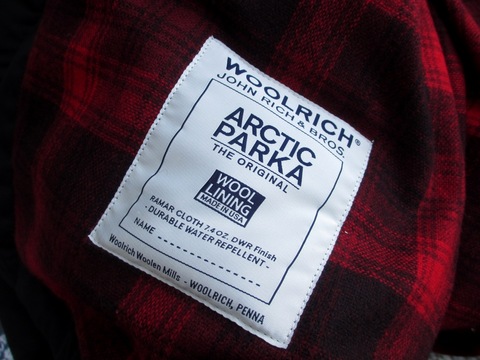 WOOLRICH®
JOHN RICH & BROS.
ARCTIC
PARKA
THE ORIGINAL
WOOL
LINING
MADE IN USA
RAMAR CLOTH 7.4 OZ. DWR Finish
- DURABLE WATER REPELLENT -
NAME
Woolrich Woolen Mills - WOOLRICH, PENNA